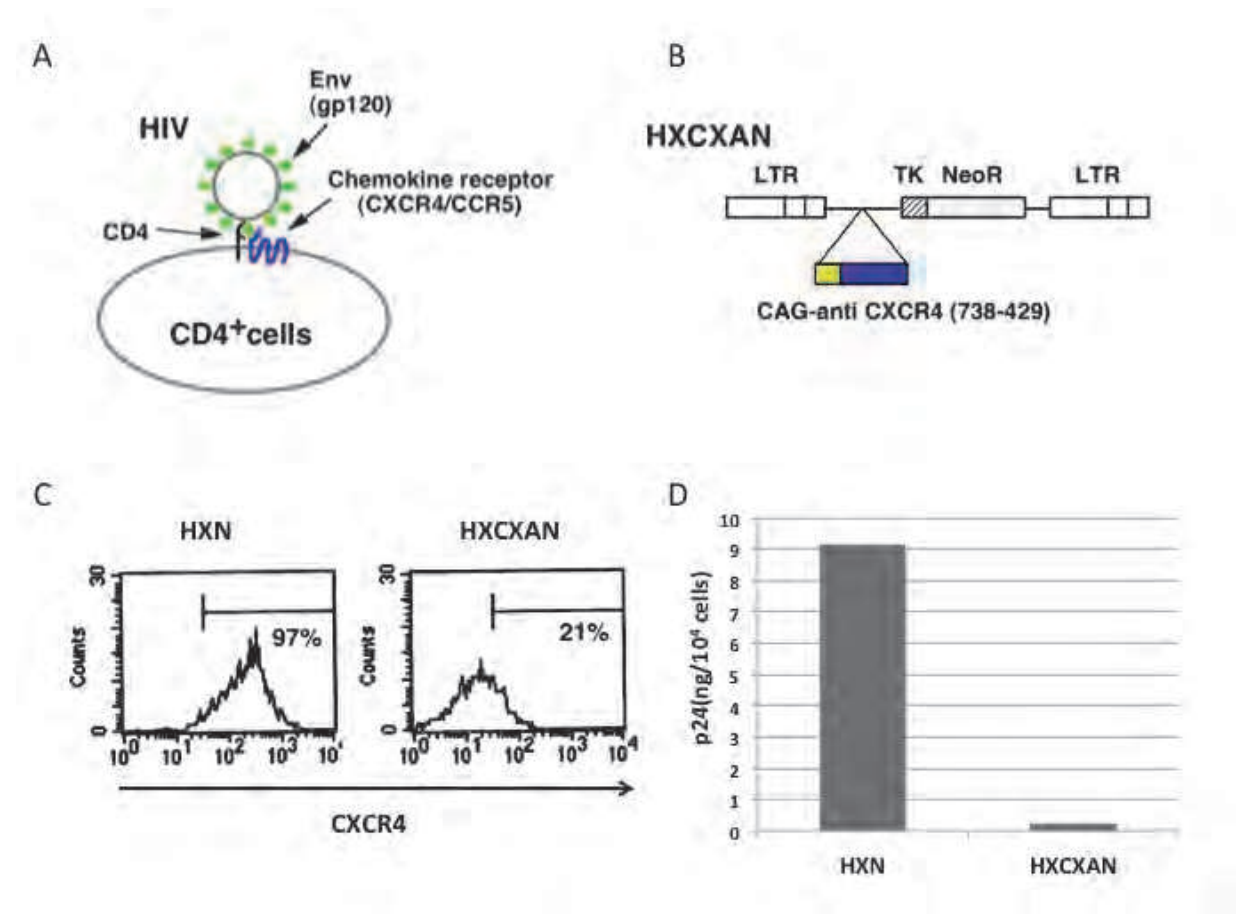 A
HIV
Env
(gp120)
Chemokine receptor
(CXCR4/CCR5)
CD4
CD4+cells
B
HXCXAN
LTR
TK
NeoR
LTR
CAG-anti CXCR4 (738-429)
C
HXN
30
Counts
0
97%
10^0 10^1 10^2 10^3 10^4
HXCXAN
30
Counts
0
21%
10^0 10^1 10^2 10^3 10^4
CXCR4
D
p24(ng/10^4 cells)
10
9
8
7
6
5
4
3
2
1
0
HXN
HXCXAN